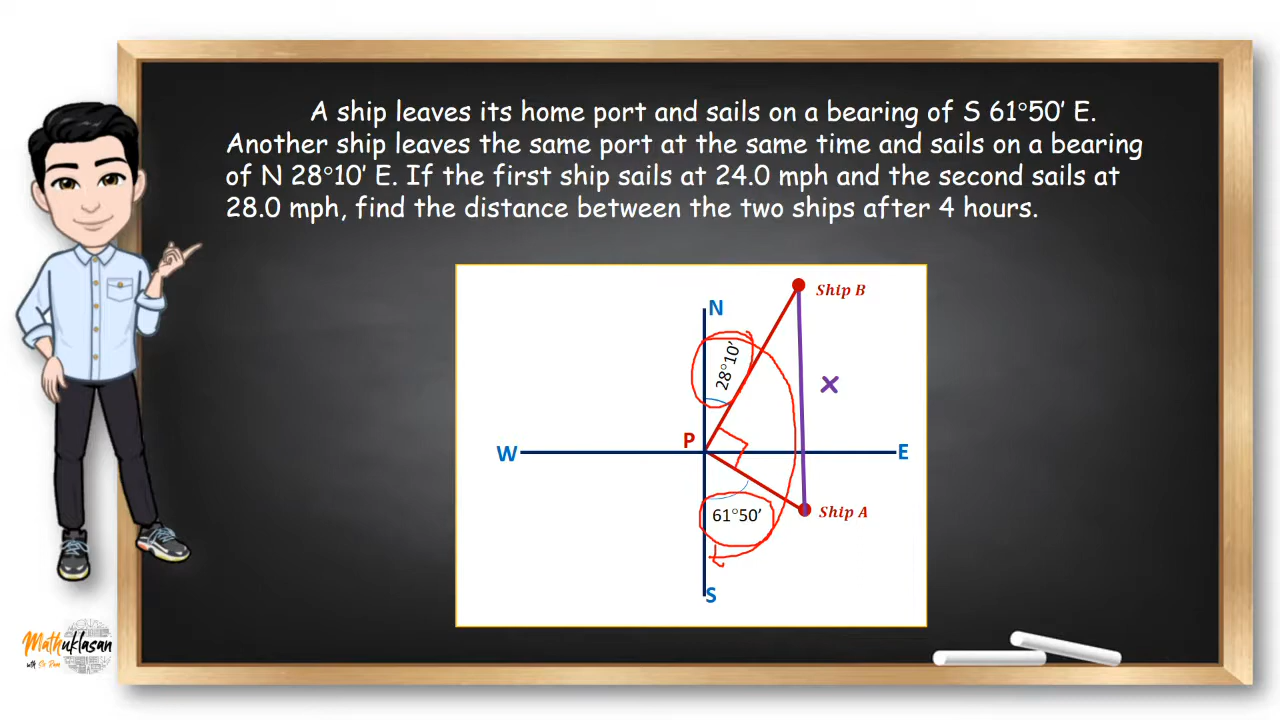 A ship leaves its home port and sails on a bearing of S 61°50' E.
Another ship leaves the same port at the same time and sails on a bearing
of N 28°10' E. If the first ship sails at 24.0 mph and the second sails at
28.0 mph, find the distance between the two ships after 4 hours.
Ship B
N
28°10'
x
P
W
E
61°50'
Ship A
S
Mathuklasan
with Sir Ram